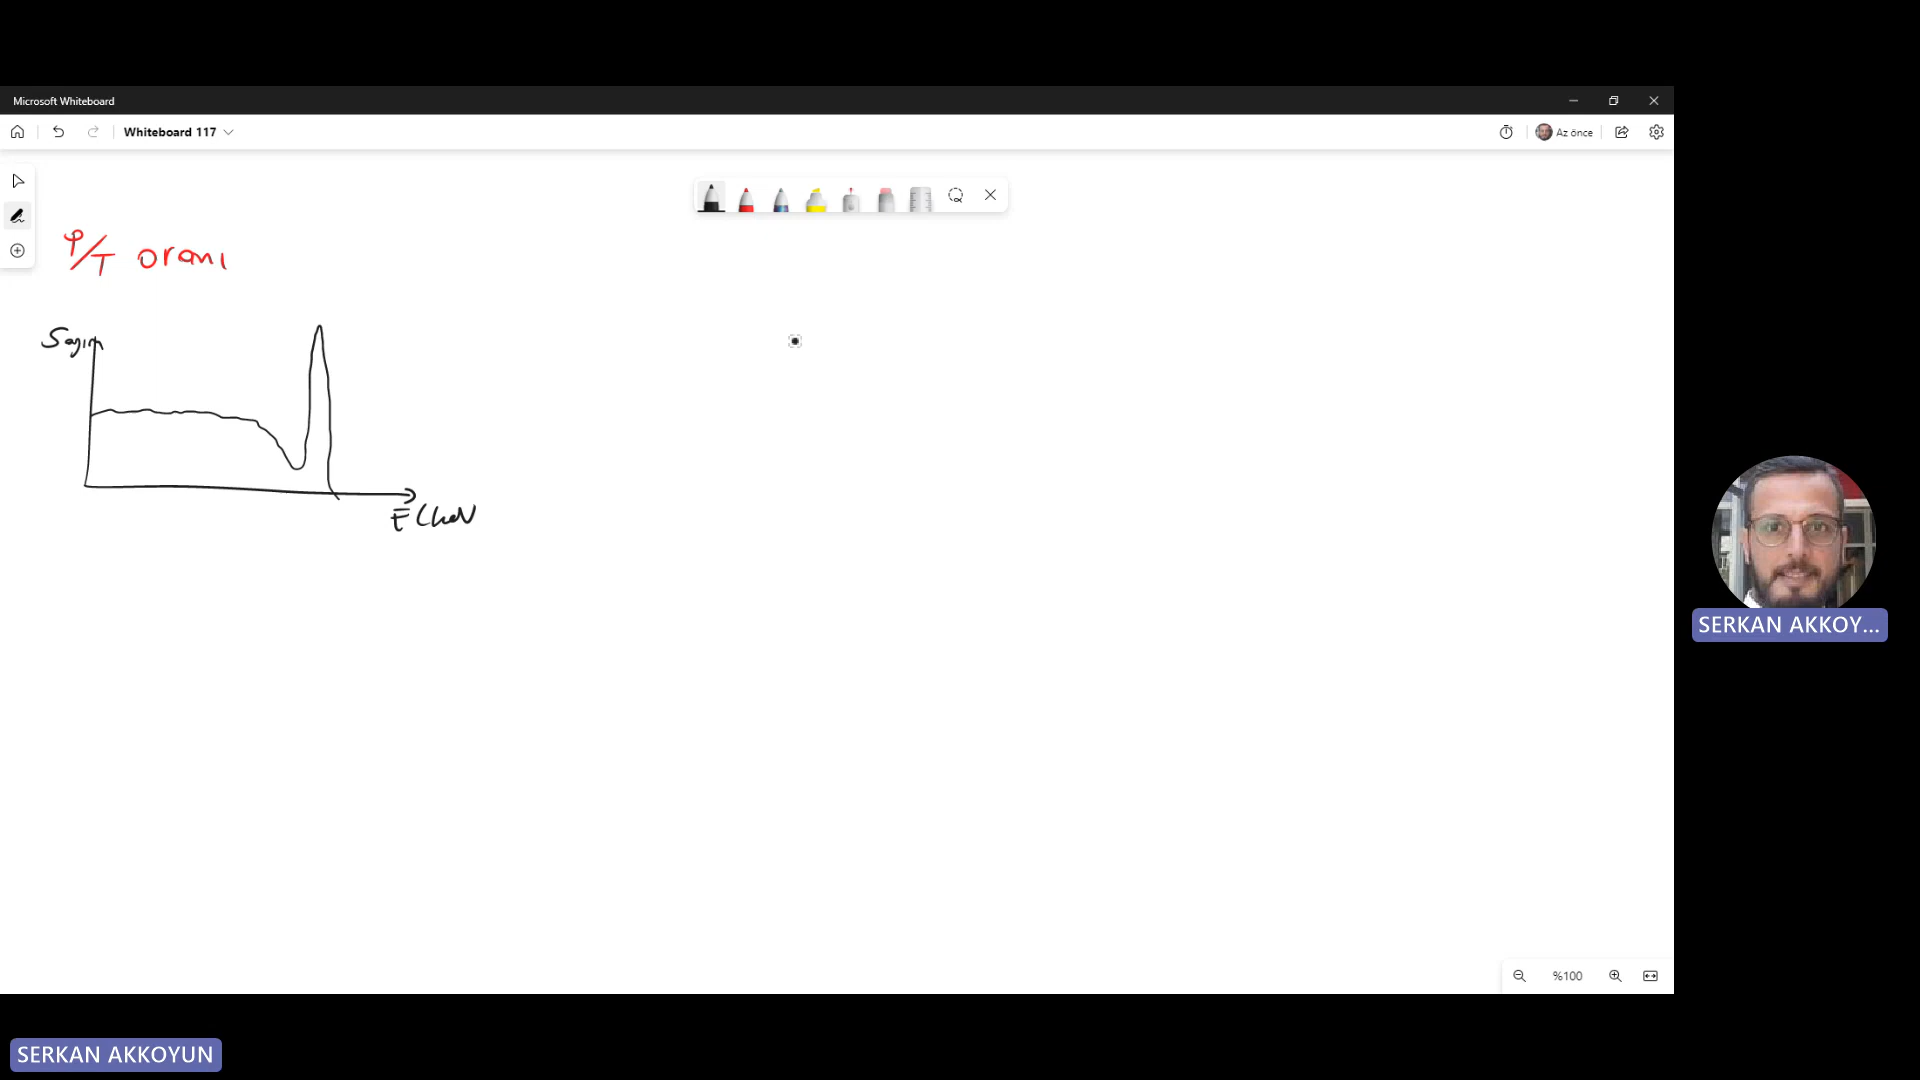 Microsoft Whiteboard
Whiteboard 117
Az önce
P/T oranı
Sayım
E (keV
SERKAN AKKOY...
%100
SERKAN AKKOYUN